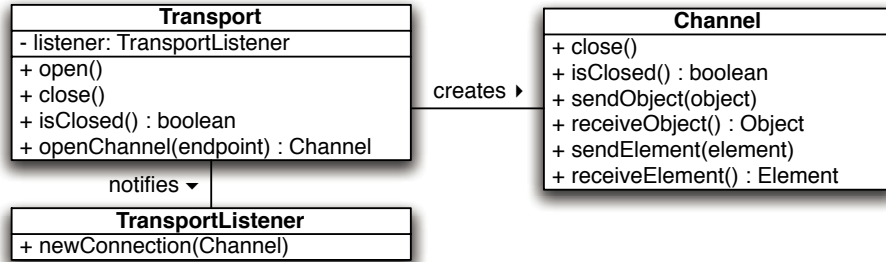 Transport
- listener: TransportListener
+ open()
+ close()
+ isClosed() : boolean
+ openChannel(endpoint) : Channel
creates ▸
Channel
+ close()
+ isClosed() : boolean
+ sendObject(object)
+ receiveObject() : Object
+ sendElement(element)
+ receiveElement() : Element
notifies ▾
TransportListener
+ newConnection(Channel)